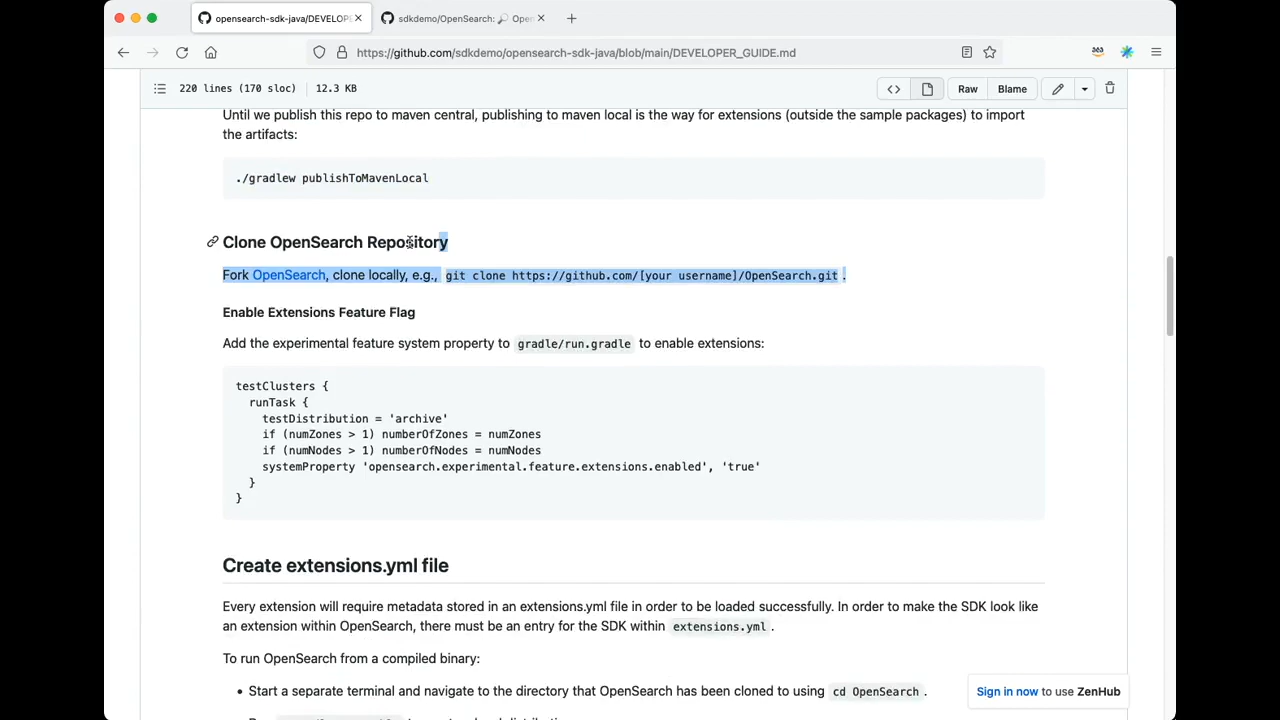 opensearch-sdk-java/DEVELOP
sdkdemo/OpenSearch: 🔎 Open
https://github.com/sdkdemo/opensearch-sdk-java/blob/main/DEVELOPER_GUIDE.md
220 lines (170 sloc) 12.3 KB
Raw Blame
Until we publish this repo to maven central, publishing to maven local is the way for extensions (outside the sample packages) to import
the artifacts:
./gradlew publishToMavenLocal
Clone OpenSearch Repository
Fork OpenSearch, clone locally, e.g., git clone https://github.com/[your username]/OpenSearch.git .
Enable Extensions Feature Flag
Add the experimental feature system property to gradle/run.gradle to enable extensions:
testClusters {
runTask {
testDistribution = 'archive'
if (numZones > 1) numberOfZones = numZones
if (numNodes > 1) numberOfNodes = numNodes
systemProperty 'opensearch.experimental.feature.extensions.enabled', 'true'
}
}
Create extensions.yml file
Every extension will require metadata stored in an extensions.yml file in order to be loaded successfully. In order to make the SDK look like
an extension within OpenSearch, there must be an entry for the SDK within extensions.yml .
To run OpenSearch from a compiled binary:
• Start a separate terminal and navigate to the directory that OpenSearch has been cloned to using cd OpenSearch .
Sign in now to use ZenHub